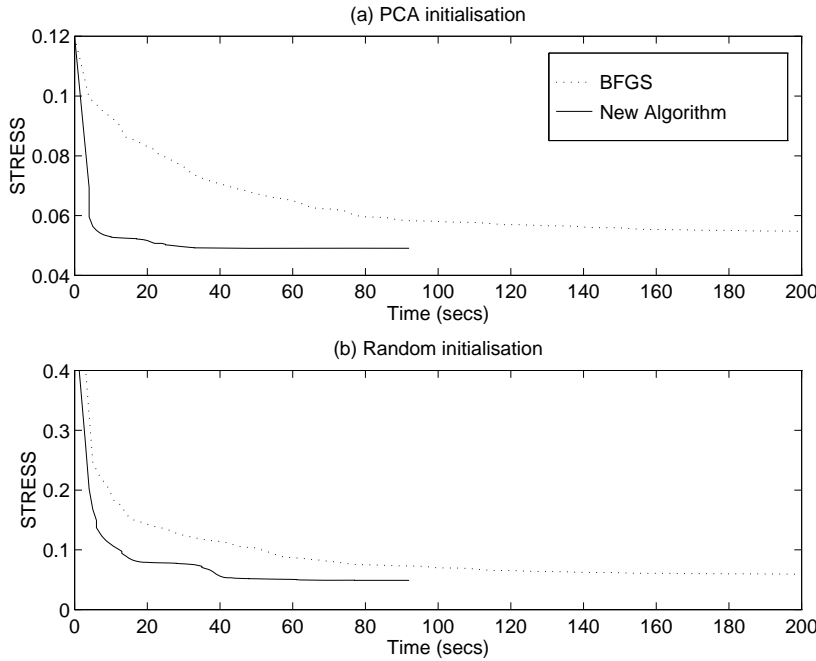 (a) PCA initialisation
0.12
0.1
0.08
0.06
0.04
STRESS
BFGS
New Algorithm
0 20 40 60 80 100 120 140 160 180 200
Time (secs)
(b) Random initialisation
0.4
0.3
0.2
0.1
0
STRESS
0 20 40 60 80 100 120 140 160 180 200
Time (secs)